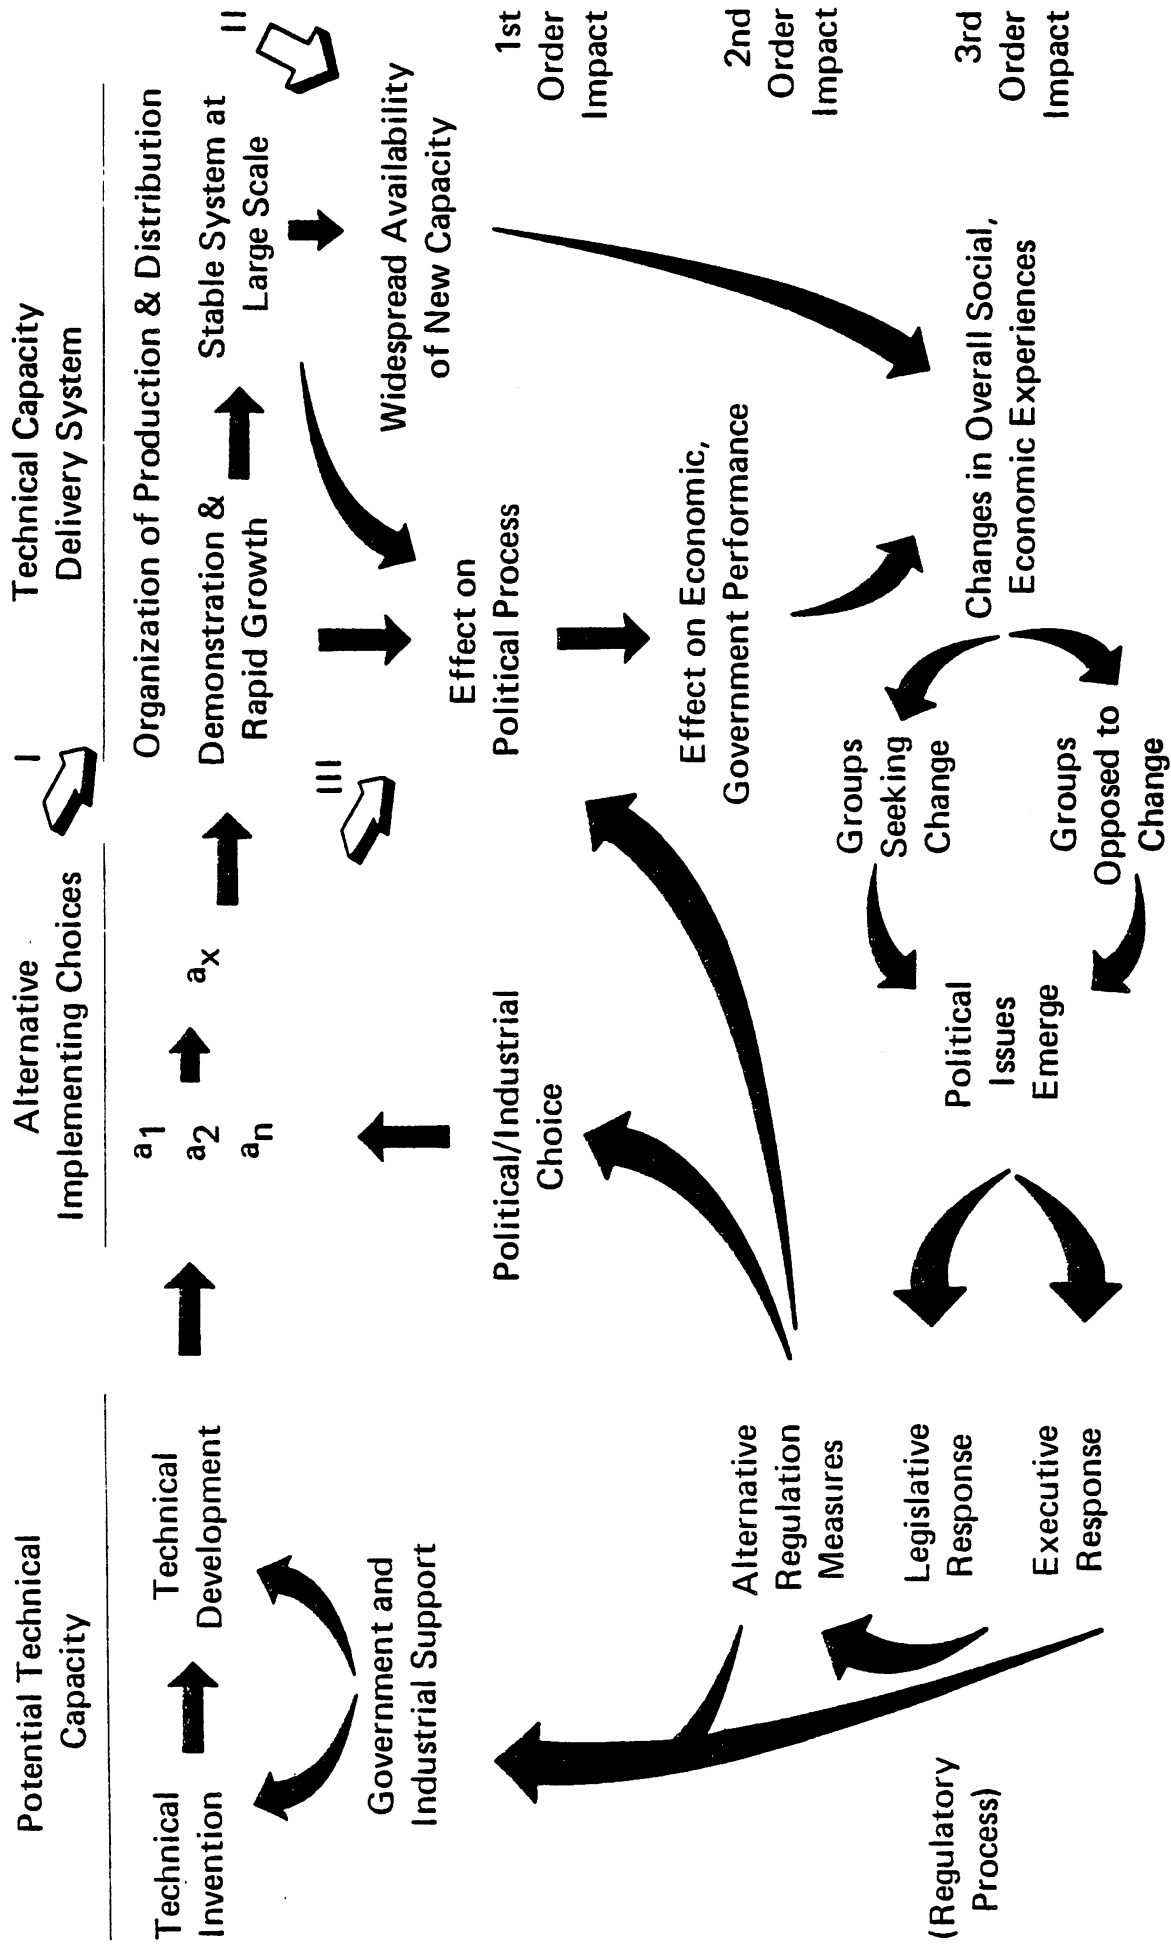 Potential Technical
Capacity
Alternative
Implementing Choices
I
Technical Capacity
Delivery System
II
Technical
Invention
Technical
Development
a1
a2
an
ax
Organization of Production & Distribution
Demonstration &
Rapid Growth
Stable System at
Large Scale
III
Government and
Industrial Support
Political/Industrial
Choice
Effect on
Political Process
Widespread Availability
of New Capacity
1st
Order
Impact
Alternative
Regulation
Measures
Effect on Economic,
Government Performance
2nd
Order
Impact
(Regulatory
Process)
Legislative
Response
Executive
Response
Political
Issues
Emerge
Groups
Seeking
Change
Groups
Opposed to
Change
Changes in Overall Social,
Economic Experiences
3rd
Order
Impact